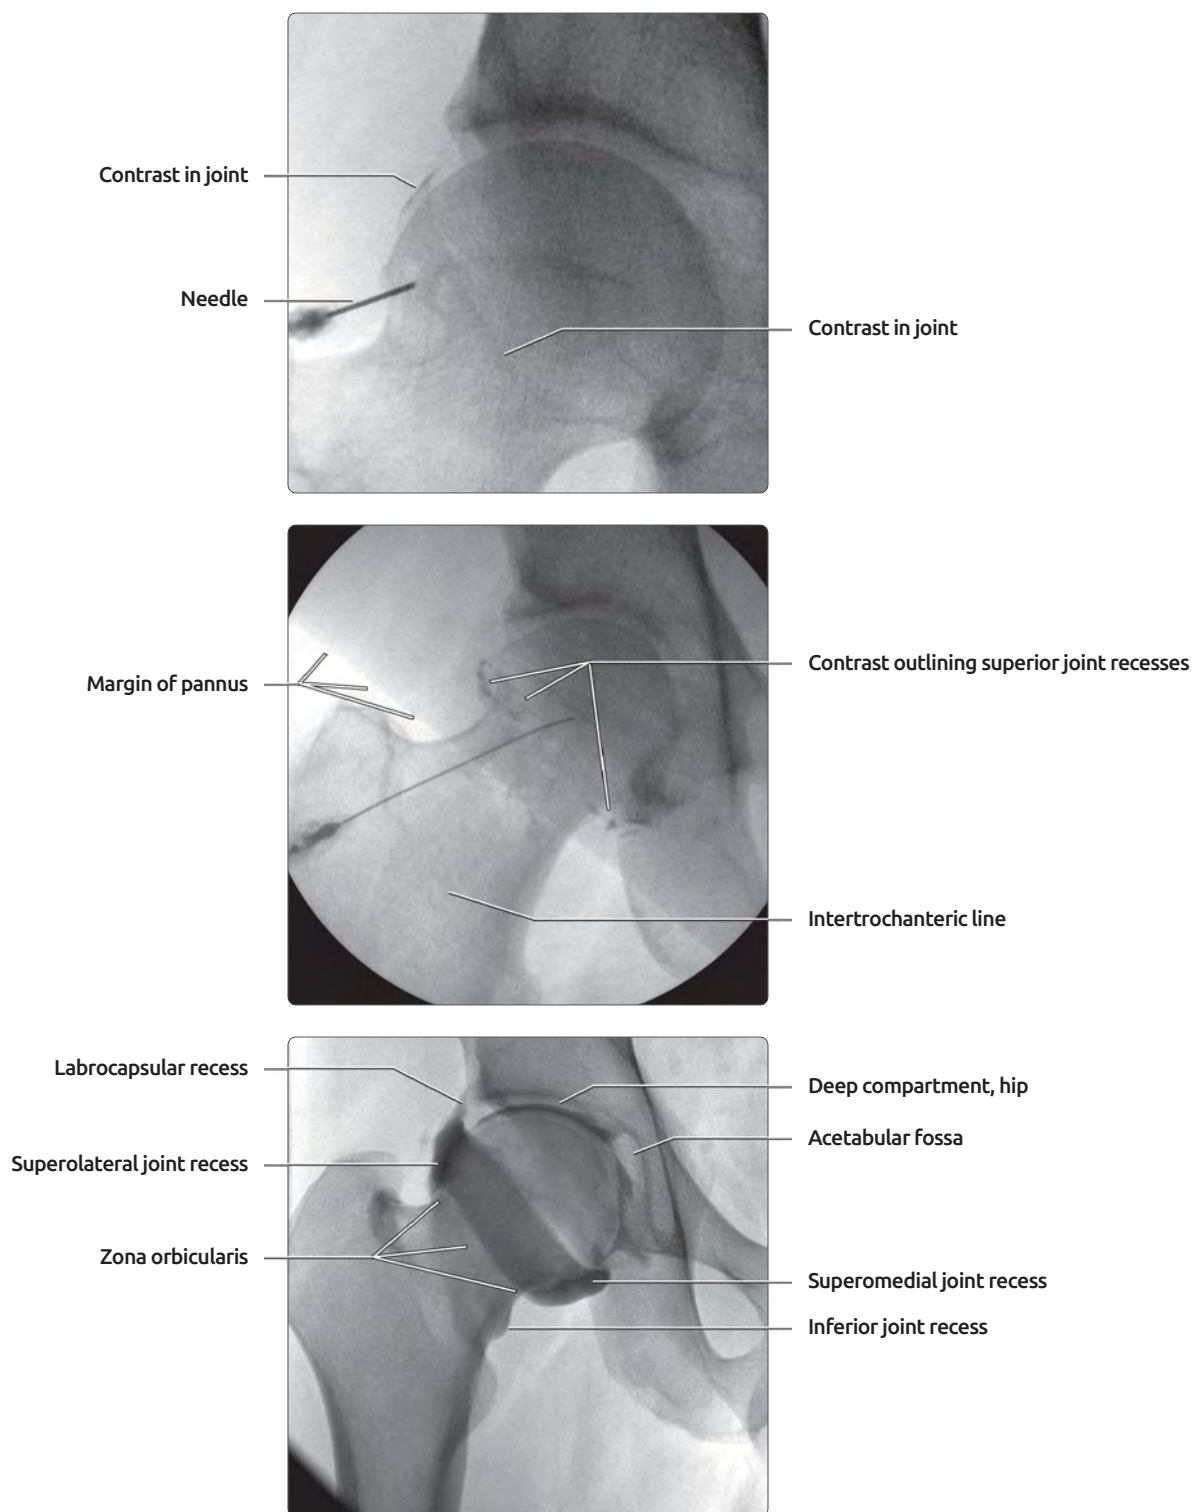 Contrast in joint
Needle
Contrast in joint
Margin of pannus
Contrast outlining superior joint recesses
Intertrochanteric line
Labrocapsular recess
Deep compartment, hip
Acetabular fossa
Superolateral joint recess
Zona orbicularis
Superomedial joint recess
Inferior joint recess